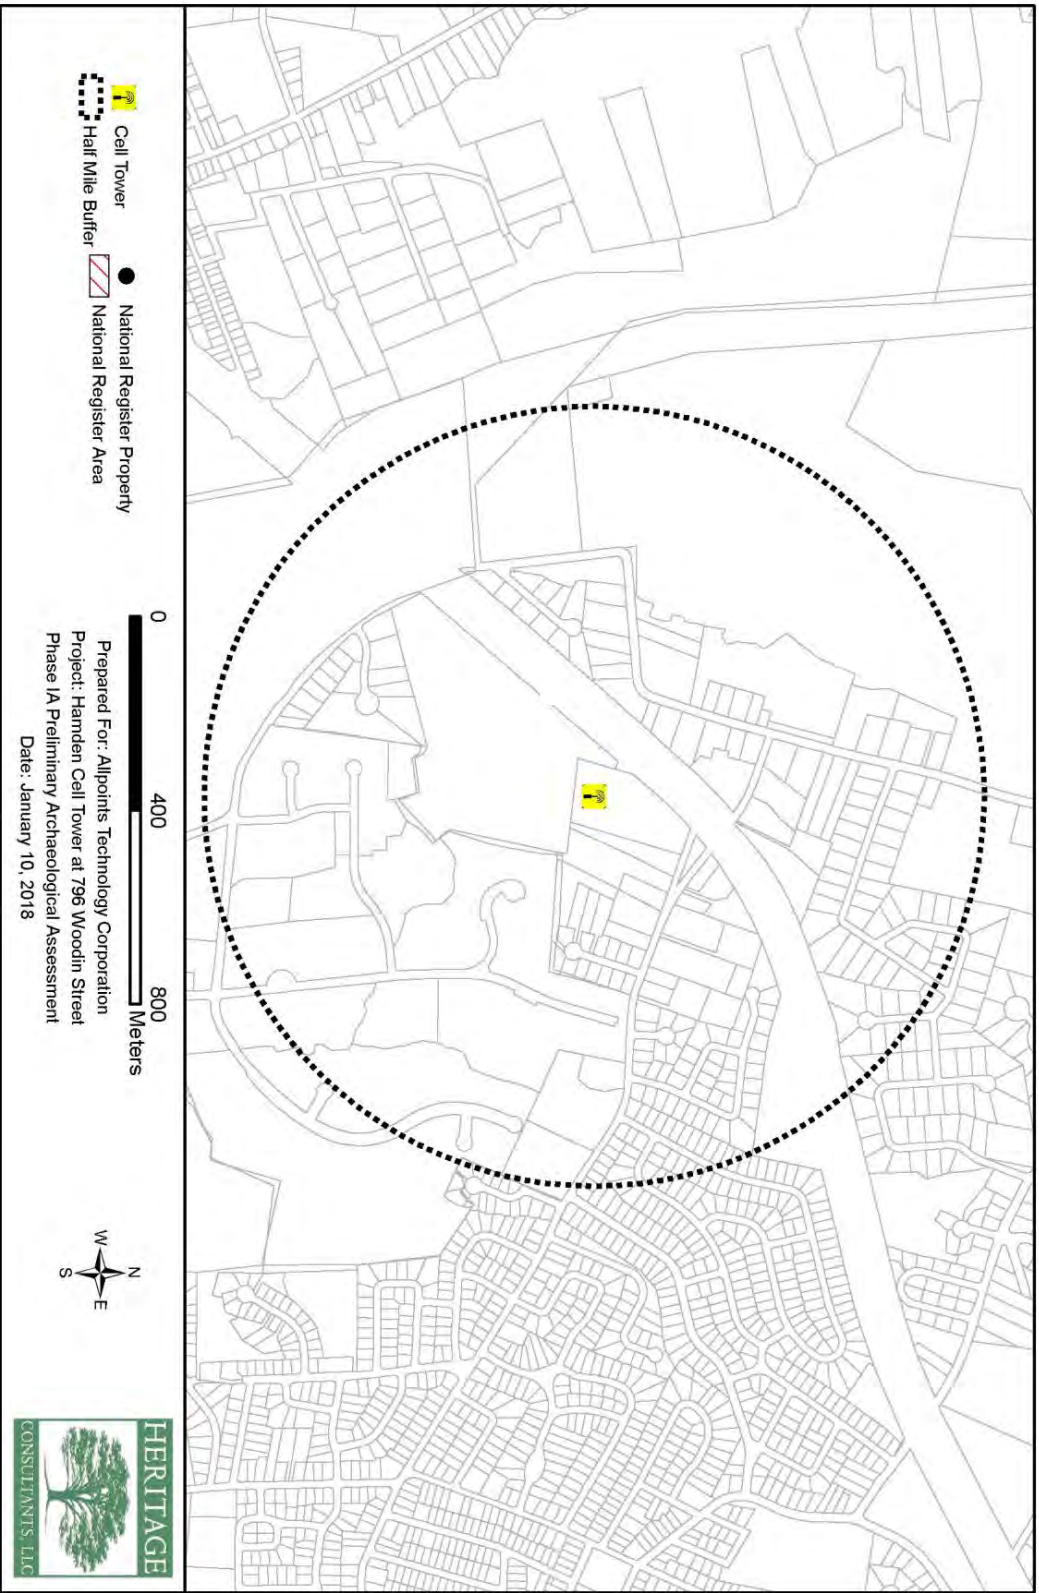 Cell Tower
National Register Property
Half Mile Buffer
National Register Area
0
400
800
Meters
Prepared For: Allpoints Technology Corporation
Project: Hamden Cell Tower at 796 Woodin Street
Phase IA Preliminary Archaeological Assessment
Date: January 10, 2018
N
W
E
S
HERITAGE
CONSULTANTS, LLC